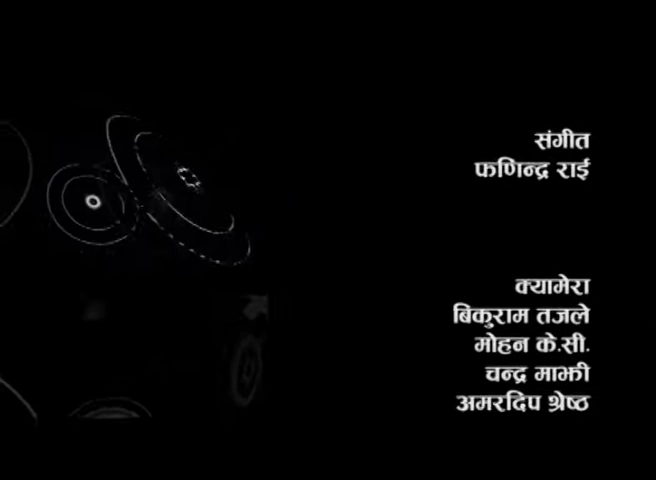 संगीत
फणिन्द्र राई
क्यामेरा
बिकुराम तजले
मोहन के.सी.
चन्द्र माझी
अमरदिप श्रेष्ठ